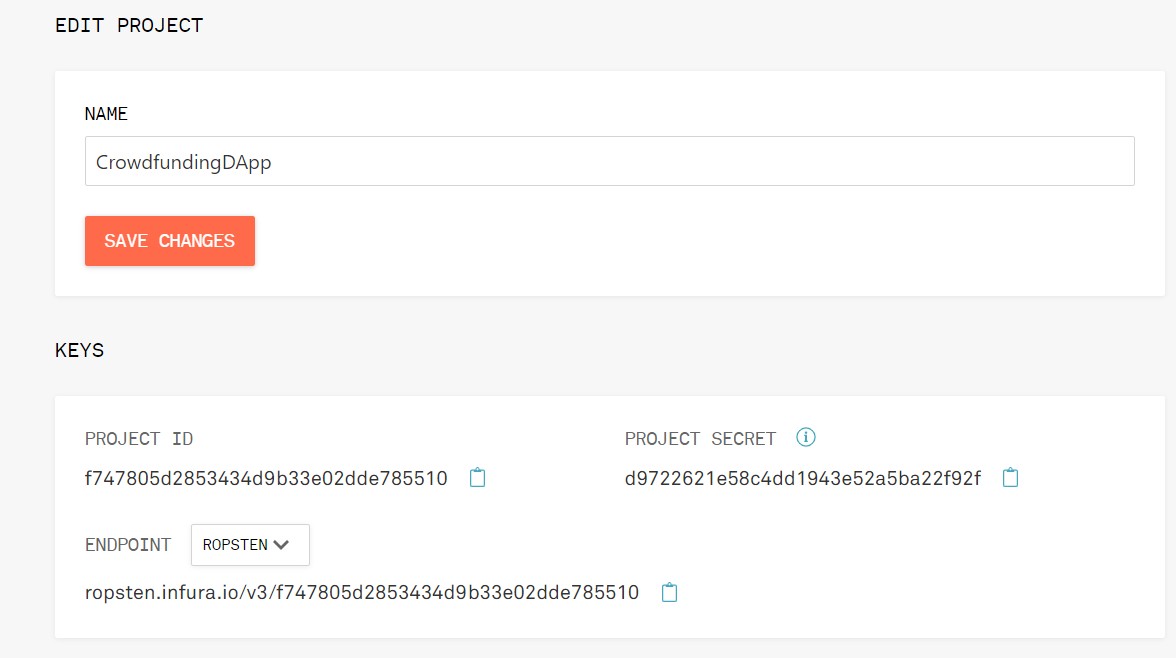 EDIT PROJECT
NAME
CrowdfundingDApp
SAVE CHANGES
KEYS
PROJECT ID
f747805d2853434d9b33e02dde785510
PROJECT SECRET
d9722621e58c4dd1943e52a5ba22f92f
ENDPOINT ROPSTEN
ropsten.infura.io/v3/f747805d2853434d9b33e02dde785510